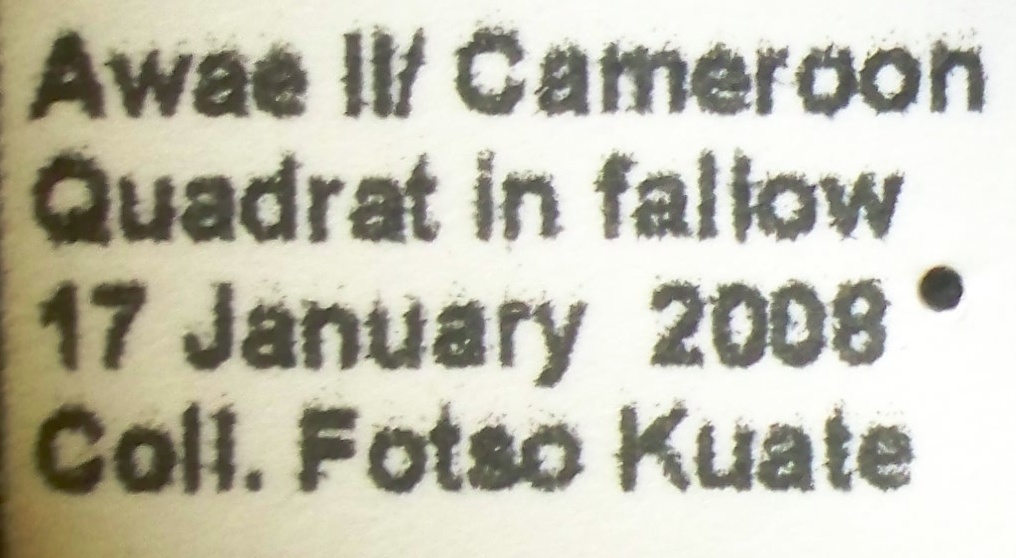 Awae II/ Cameroon
Quadrat in fallow
17 January 2008
Coll. Fotso Kuate